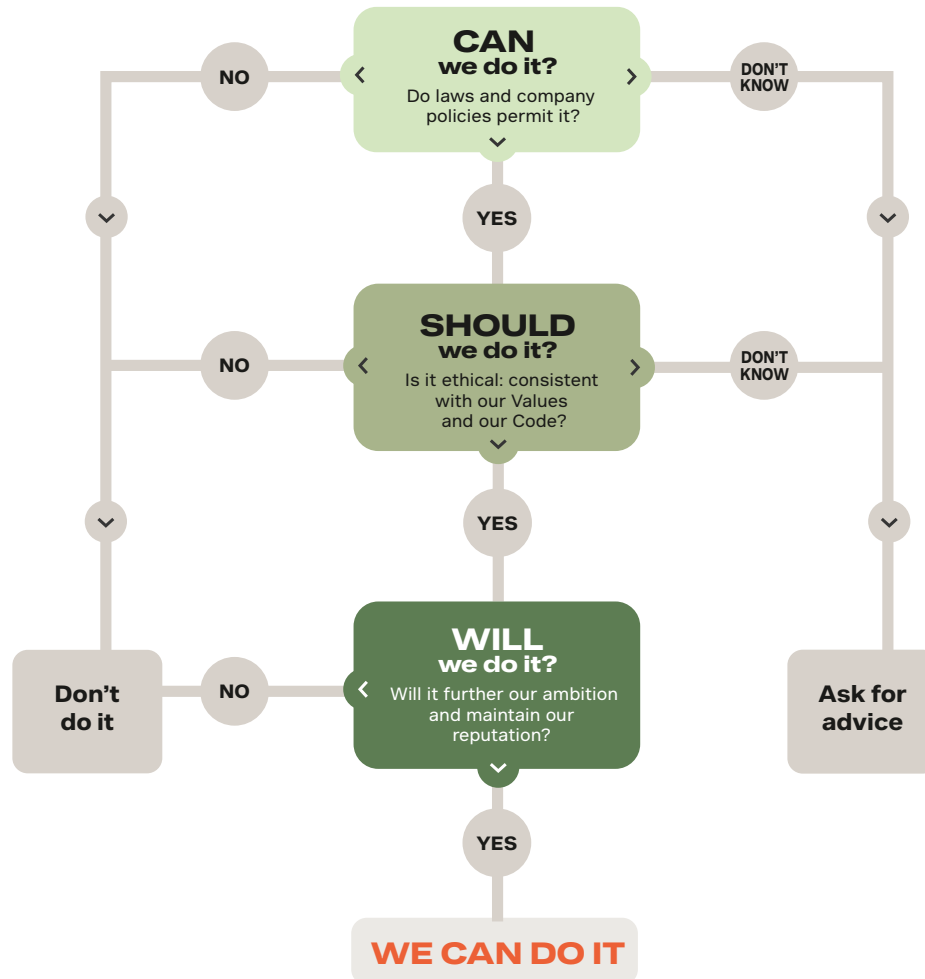 CAN
we do it?
Do laws and company
policies permit it?
NO
DON'T
KNOW
YES
SHOULD
we do it?
Is it ethical: consistent
with our Values
and our Code?
NO
DON'T
KNOW
YES
WILL
we do it?
Will it further our ambition
and maintain our
reputation?
NO
Don't
do it
Ask for
advice
YES
WE CAN DO IT